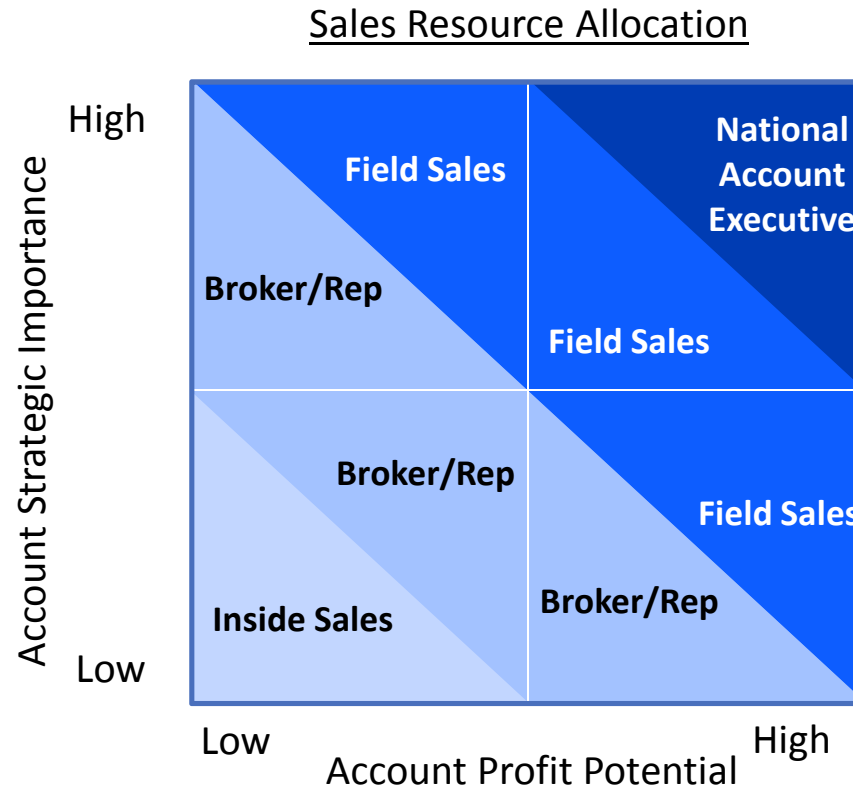 Sales Resource Allocation
High
Account Strategic Importance
Low
Field Sales
Broker/Rep
National
Account
Executive
Field Sales
Broker/Rep
Inside Sales
Field Sales
Broker/Rep
Low
High
Account Profit Potential